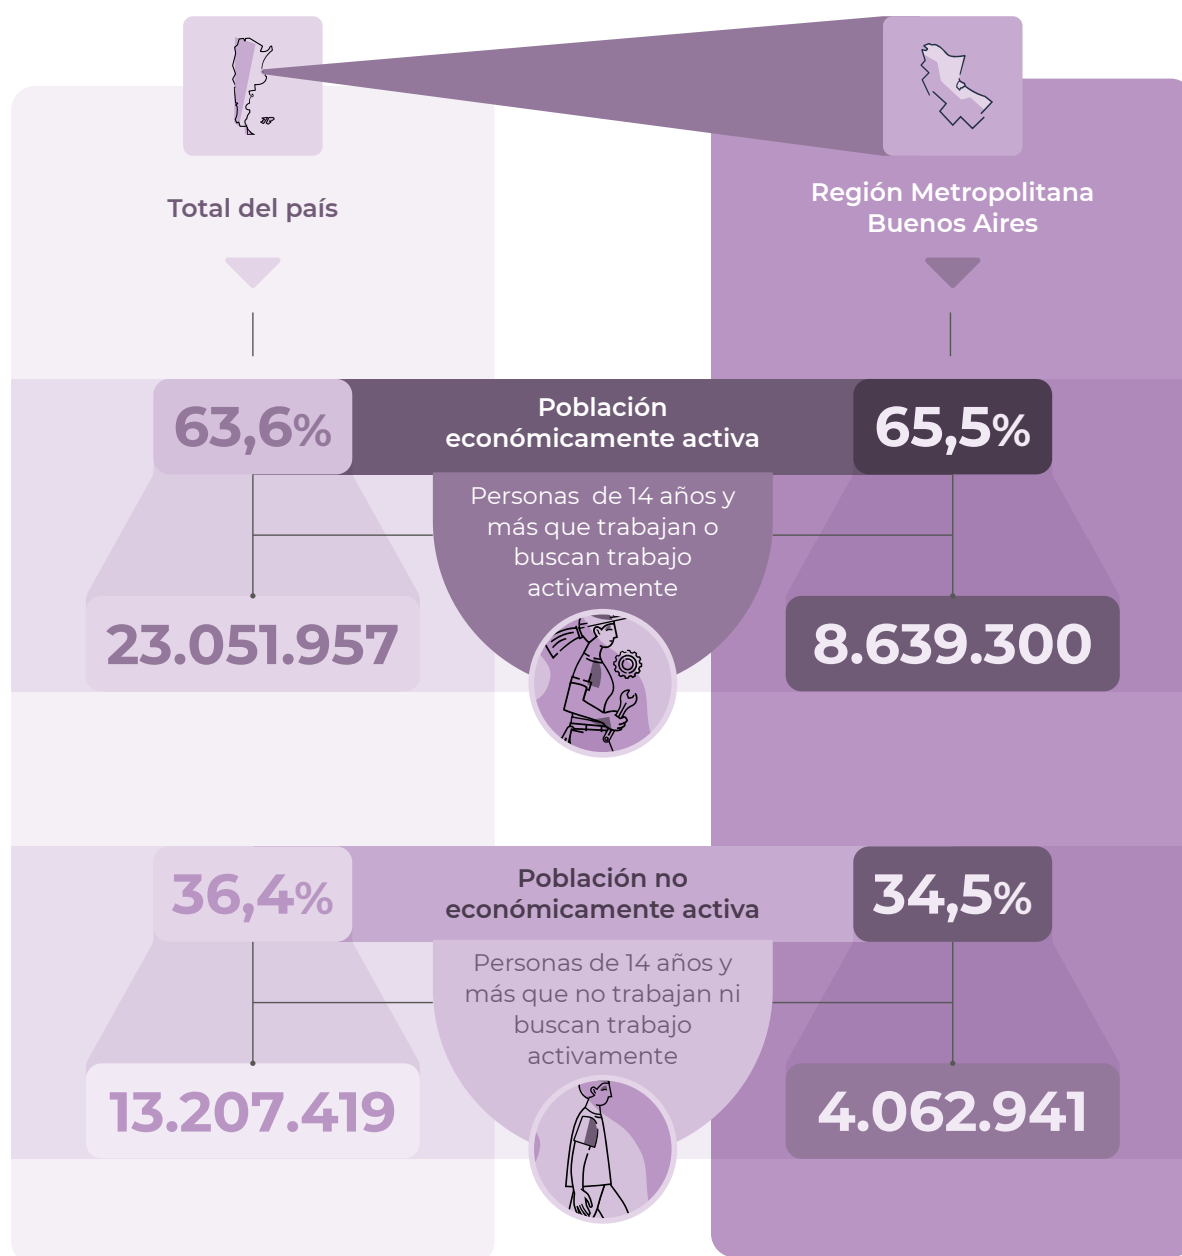 Total del país
Región Metropolitana
Buenos Aires
63,6%
Población
económicamente activa
65,5%
Personas de 14 años y
más que trabajan o
buscan trabajo
activamente
23.051.957
8.639.300
36,4%
Población no
económicamente activa
34,5%
Personas de 14 años y
más que no trabajan ni
buscan trabajo
activamente
13.207.419
4.062.941